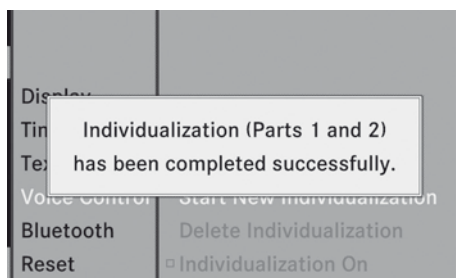 Individualization (Parts 1 and 2)
has been completed successfully.
Voice Control
Start New Individualization
Bluetooth
Delete Individualization
Reset
Individualization On